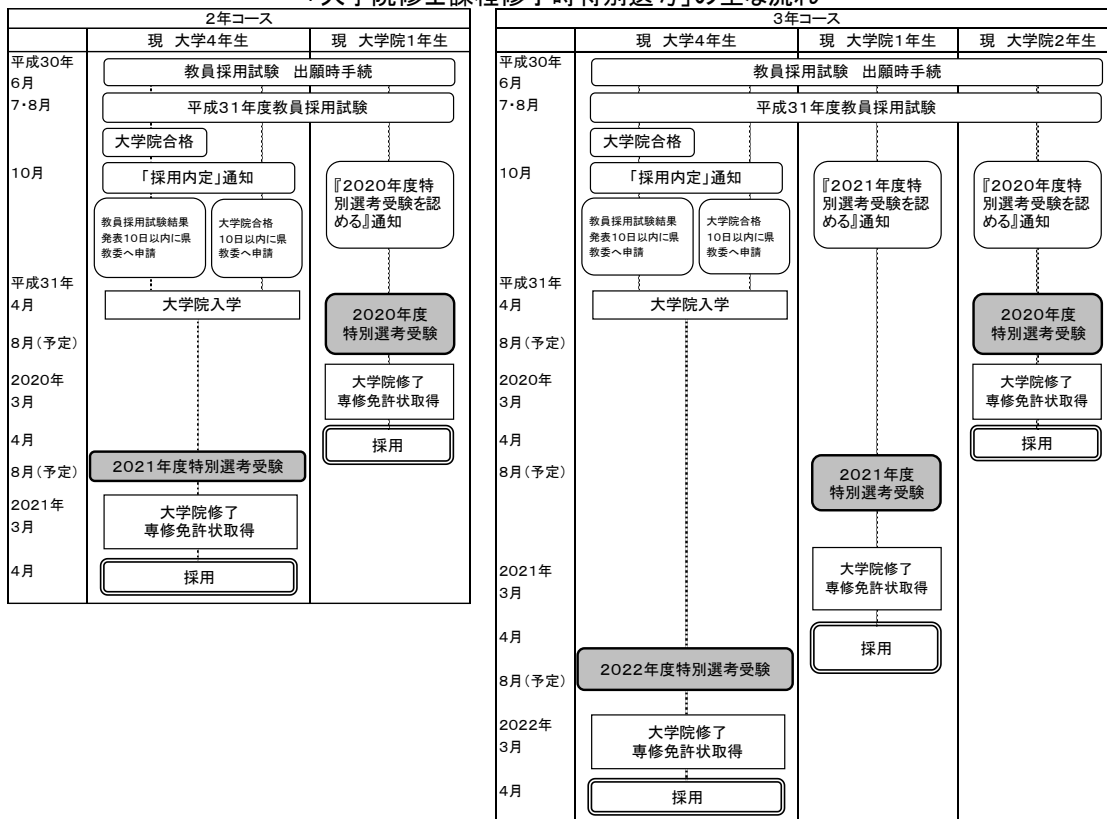 「大学院修士課程修了時特別選考」の主な流れ
2年コース
現 大学4年生
現 大学院1年生
平成30年
6月
教員採用試験 出願時手続
7・8月
平成31年度教員採用試験
大学院合格
10月
「採用内定」通知
『2020年度特
別選考受験を認
める』通知
教員採用試験結果
発表10日以内に県
教委へ申請
大学院合格
10日以内に県
教委へ申請
平成31年
4月
大学院入学
2020年度
特別選考受験
8月(予定)
2020年
3月
大学院修了
専修免許状取得
4月
採用
8月(予定)
2021年度特別選考受験
2021年
3月
大学院修了
専修免許状取得
4月
採用
3年コース
現 大学4年生
現 大学院1年生
現 大学院2年生
平成30年
6月
教員採用試験 出願時手続
7・8月
平成31年度教員採用試験
大学院合格
10月
「採用内定」通知
『2021年度特
別選考受験を認
める』通知
『2020年度特
別選考受験を認
める』通知
教員採用試験結果
発表10日以内に県
教委へ申請
大学院合格
10日以内に県
教委へ申請
平成31年
4月
大学院入学
2020年度
特別選考受験
8月(予定)
2020年
3月
大学院修了
専修免許状取得
4月
採用
8月(予定)
2021年度
特別選考受験
2021年
3月
大学院修了
専修免許状取得
4月
採用
2022年度特別選考受験
8月(予定)
2022年
3月
大学院修了
専修免許状取得
4月
採用